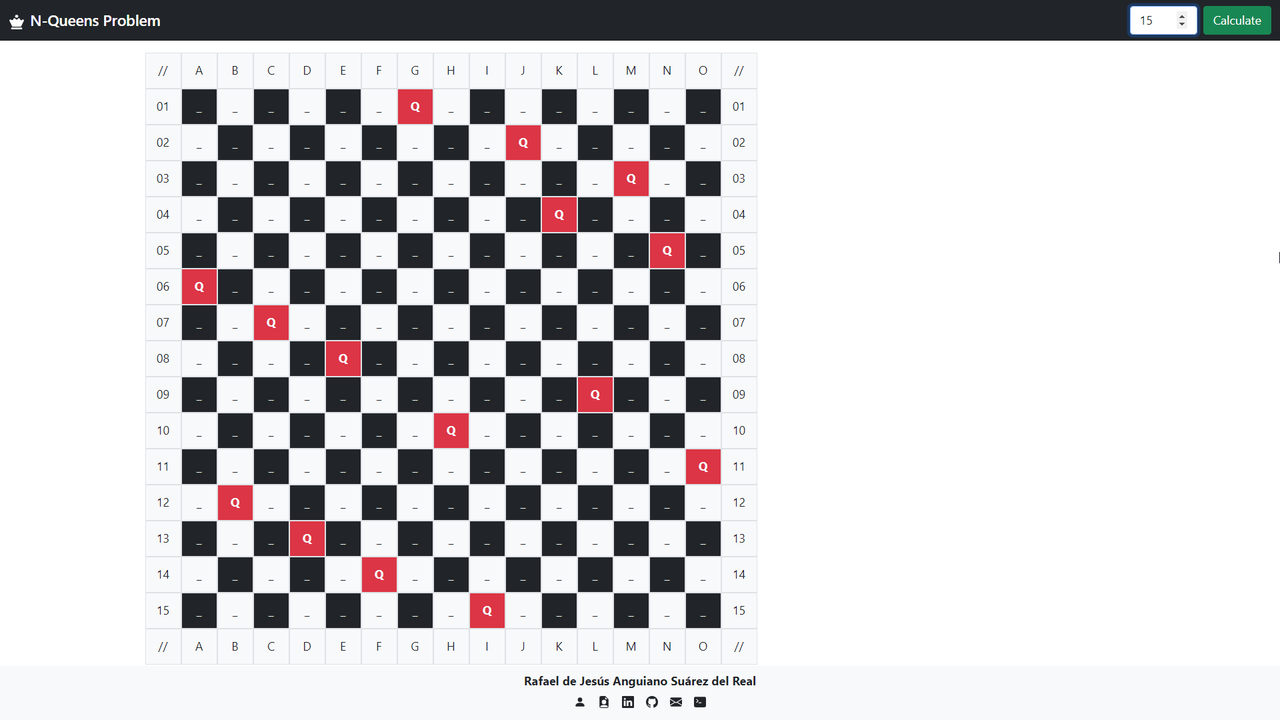 N-Queens Problem 15 Calculate
// A B C D E F G H I J K L M N O //
01 _ _ _ _ _ _ Q _ _ _ _ _ _ _ _ 01
02 _ _ _ _ _ _ _ _ _ Q _ _ _ _ _ 02
03 _ _ _ _ _ _ _ _ _ _ _ _ Q _ _ 03
04 _ _ _ _ _ _ _ _ _ _ Q _ _ _ _ 04
05 _ _ _ _ _ _ _ _ _ _ _ _ _ Q _ 05
06 Q _ _ _ _ _ _ _ _ _ _ _ _ _ _ 06
07 _ _ Q _ _ _ _ _ _ _ _ _ _ _ _ 07
08 _ _ _ _ Q _ _ _ _ _ _ _ _ _ _ 08
09 _ _ _ _ _ _ _ _ _ _ _ Q _ _ _ 09
10 _ _ _ _ _ _ _ Q _ _ _ _ _ _ _ 10
11 _ _ _ _ _ _ _ _ _ _ _ _ _ _ Q 11
12 _ Q _ _ _ _ _ _ _ _ _ _ _ _ _ 12
13 _ _ _ Q _ _ _ _ _ _ _ _ _ _ _ 13
14 _ _ _ _ _ Q _ _ _ _ _ _ _ _ _ 14
15 _ _ _ _ _ _ _ _ Q _ _ _ _ _ _ 15
// A B C D E F G H I J K L M N O //
Rafael de Jesús Anguiano Suárez del Real